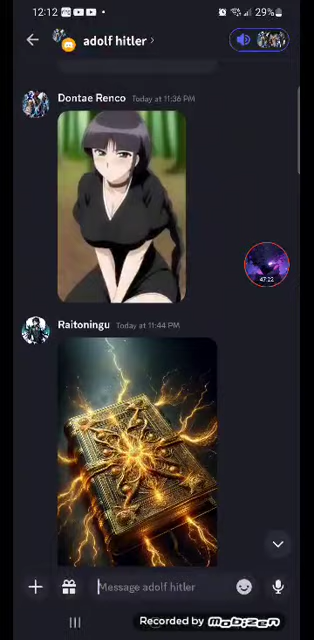 12:12
29%
adolf hitler
Dontae Renco Today at 11:36 PM
47:22
Raitoningu Today at 11:44 PM
Message adolf hitler
Recorded by Mobizen